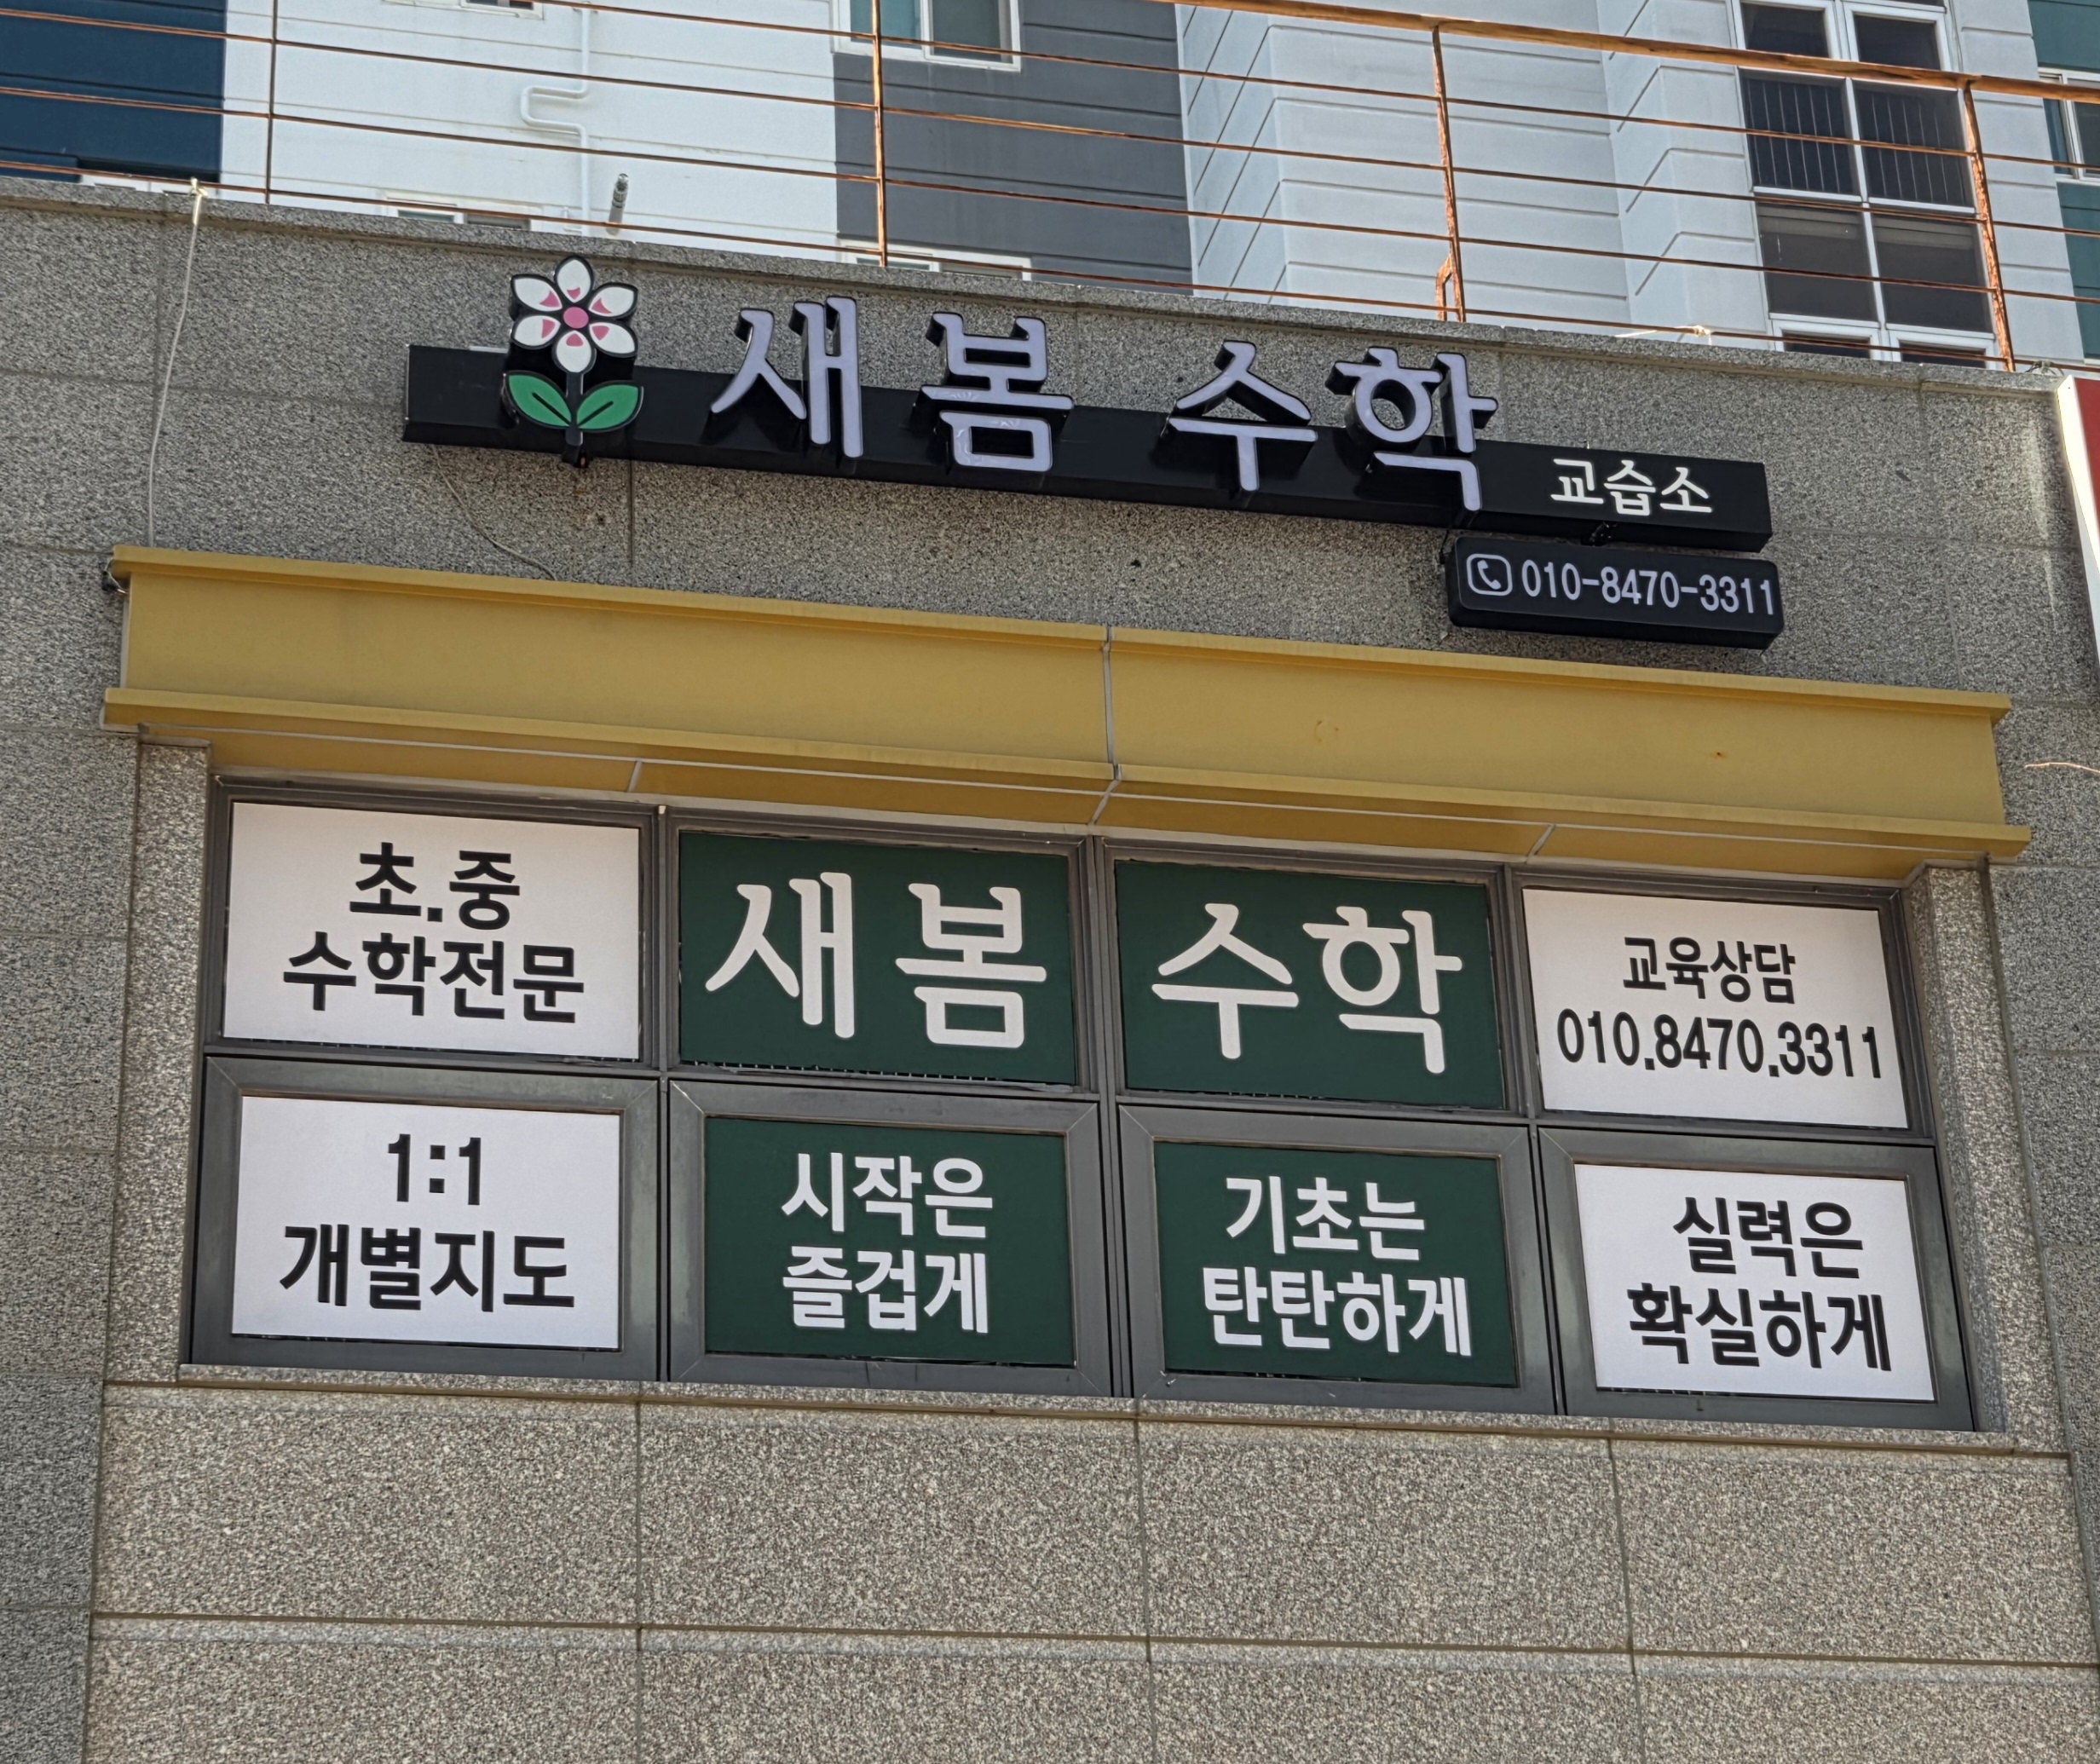 새봄 수학 교습소
010-8470-3311
초.중
수학전문
새봄 수학
교육상담
010.8470.3311
1:1
개별지도
시작은
즐겁게
기초는
탄탄하게
실력은
확실하게